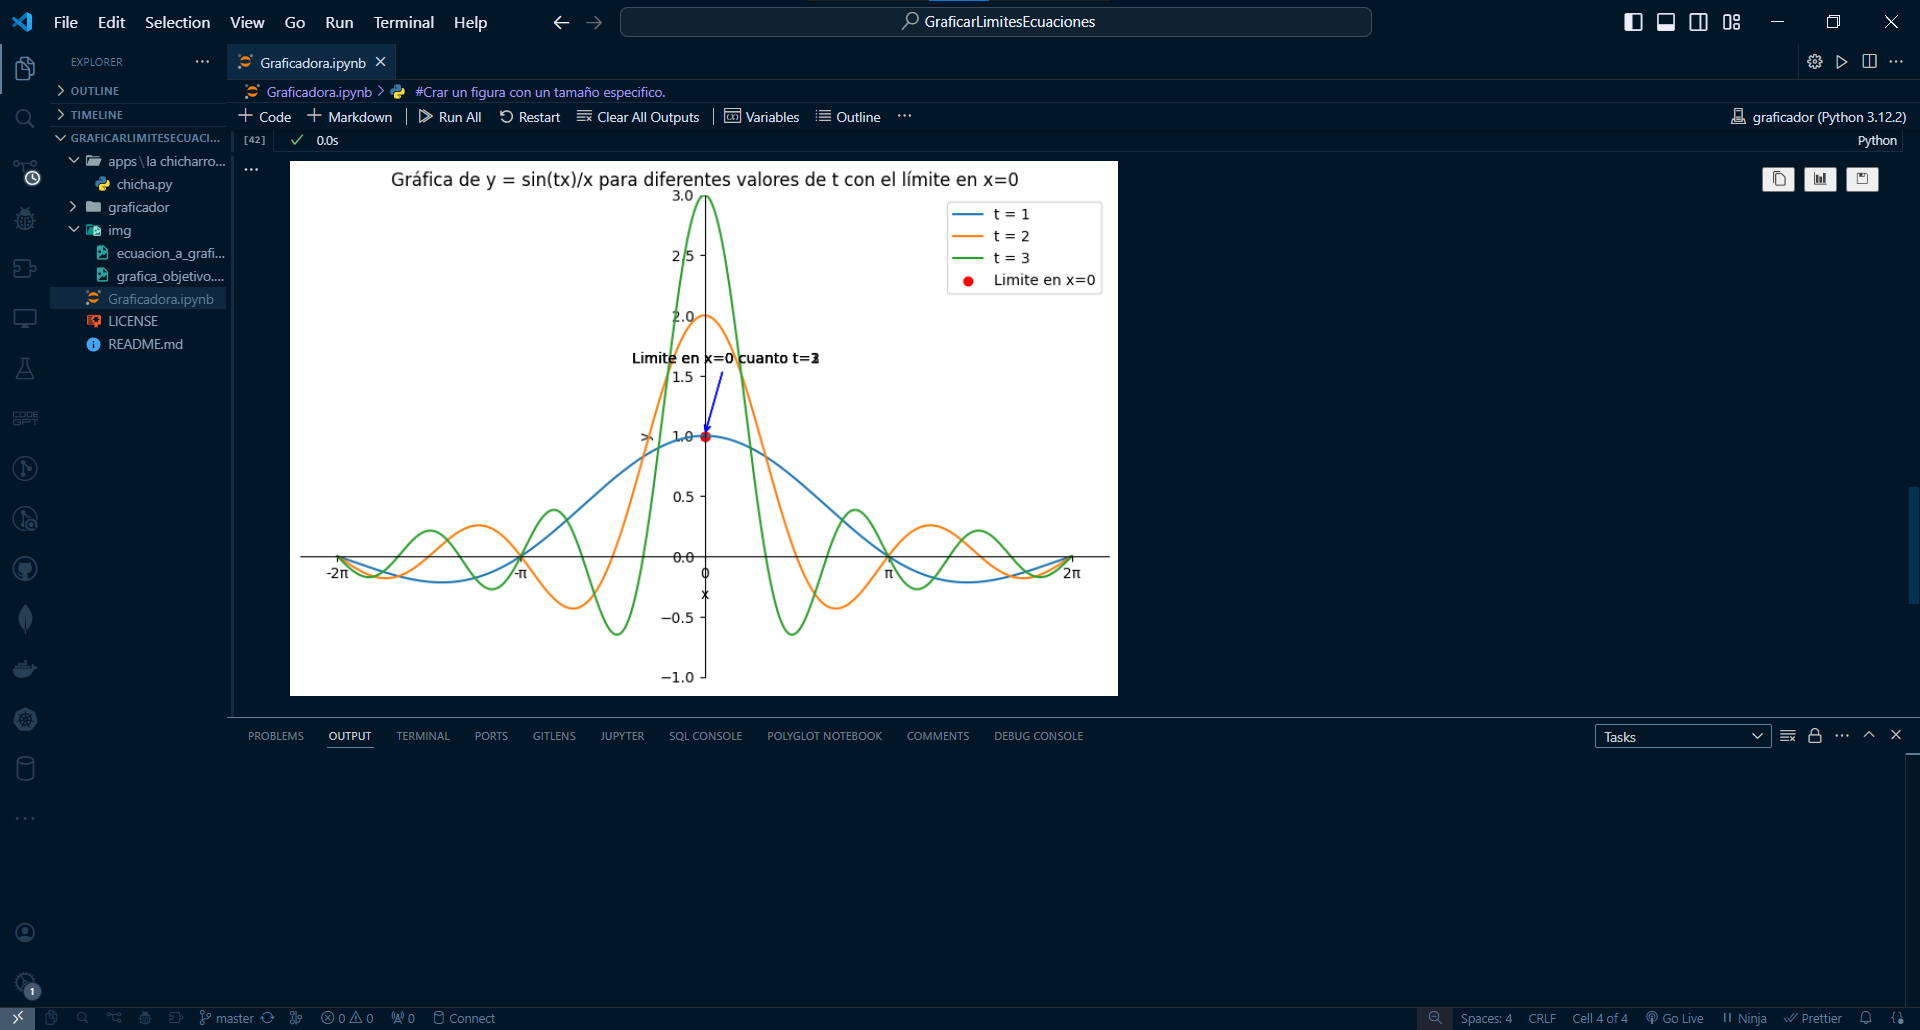 File Edit Selection View Go Run Terminal Help
GraficarLimitesEcuaciones
EXPLORER
OUTLINE
TIMELINE
GRAFICARLIMITESECUACI...
apps\la chicharro...
chicha.py
graficador
img
ecuacion_a_grafi...
grafica_objetivo....
Graficadora.ipynb
LICENSE
README.md
CODE
GPT
1
Graficadora.ipynb
Graficadora.ipynb > #Crar un figura con un tamaño especifico.
Code Markdown Run All Restart Clear All Outputs Variables Outline
graficador (Python 3.12.2)
[42] 0.0s
Python
Gráfica de y = sin(tx)/x para diferentes valores de t con el límite en x=0
3.0
2.5
2.0
1.5
1.0
0.5
0.0
−0.5
−1.0
y
t = 1
t = 2
t = 3
Limite en x=0
Limite en x=0 cuanto
-2π -π 0 π 2π
x
PROBLEMS OUTPUT TERMINAL PORTS GITLENS JUPYTER SQL CONSOLE POLYGLOT NOTEBOOK COMMENTS DEBUG CONSOLE
Tasks
master 0 0 0 Connect
Spaces: 4 CRLF Cell 4 of 4 Go Live Ninja Prettier